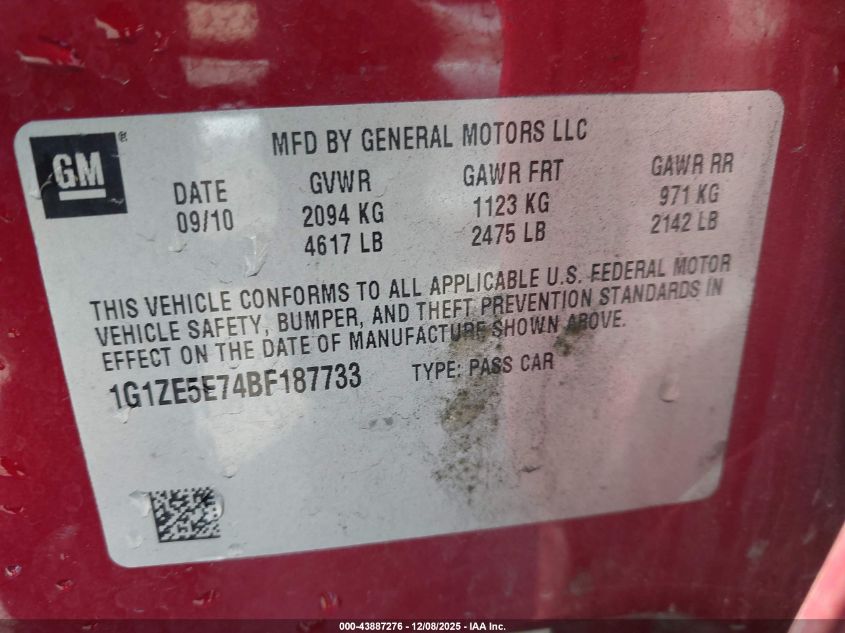 GM ®
MFD BY GENERAL MOTORS LLC
DATE GVWR GAWR FRT GAWR RR
09/10 2094 KG 1123 KG 971 KG
4617 LB 2475 LB 2142 LB
THIS VEHICLE CONFORMS TO ALL APPLICABLE U.S. FEDERAL MOTOR
VEHICLE SAFETY, BUMPER, AND THEFT PREVENTION STANDARDS IN
EFFECT ON THE DATE OF MANUFACTURE SHOWN ABOVE.
1G1ZE5E74BF187733 TYPE: PASS CAR
000-43887276 - 12/08/2025 - IAA Inc.